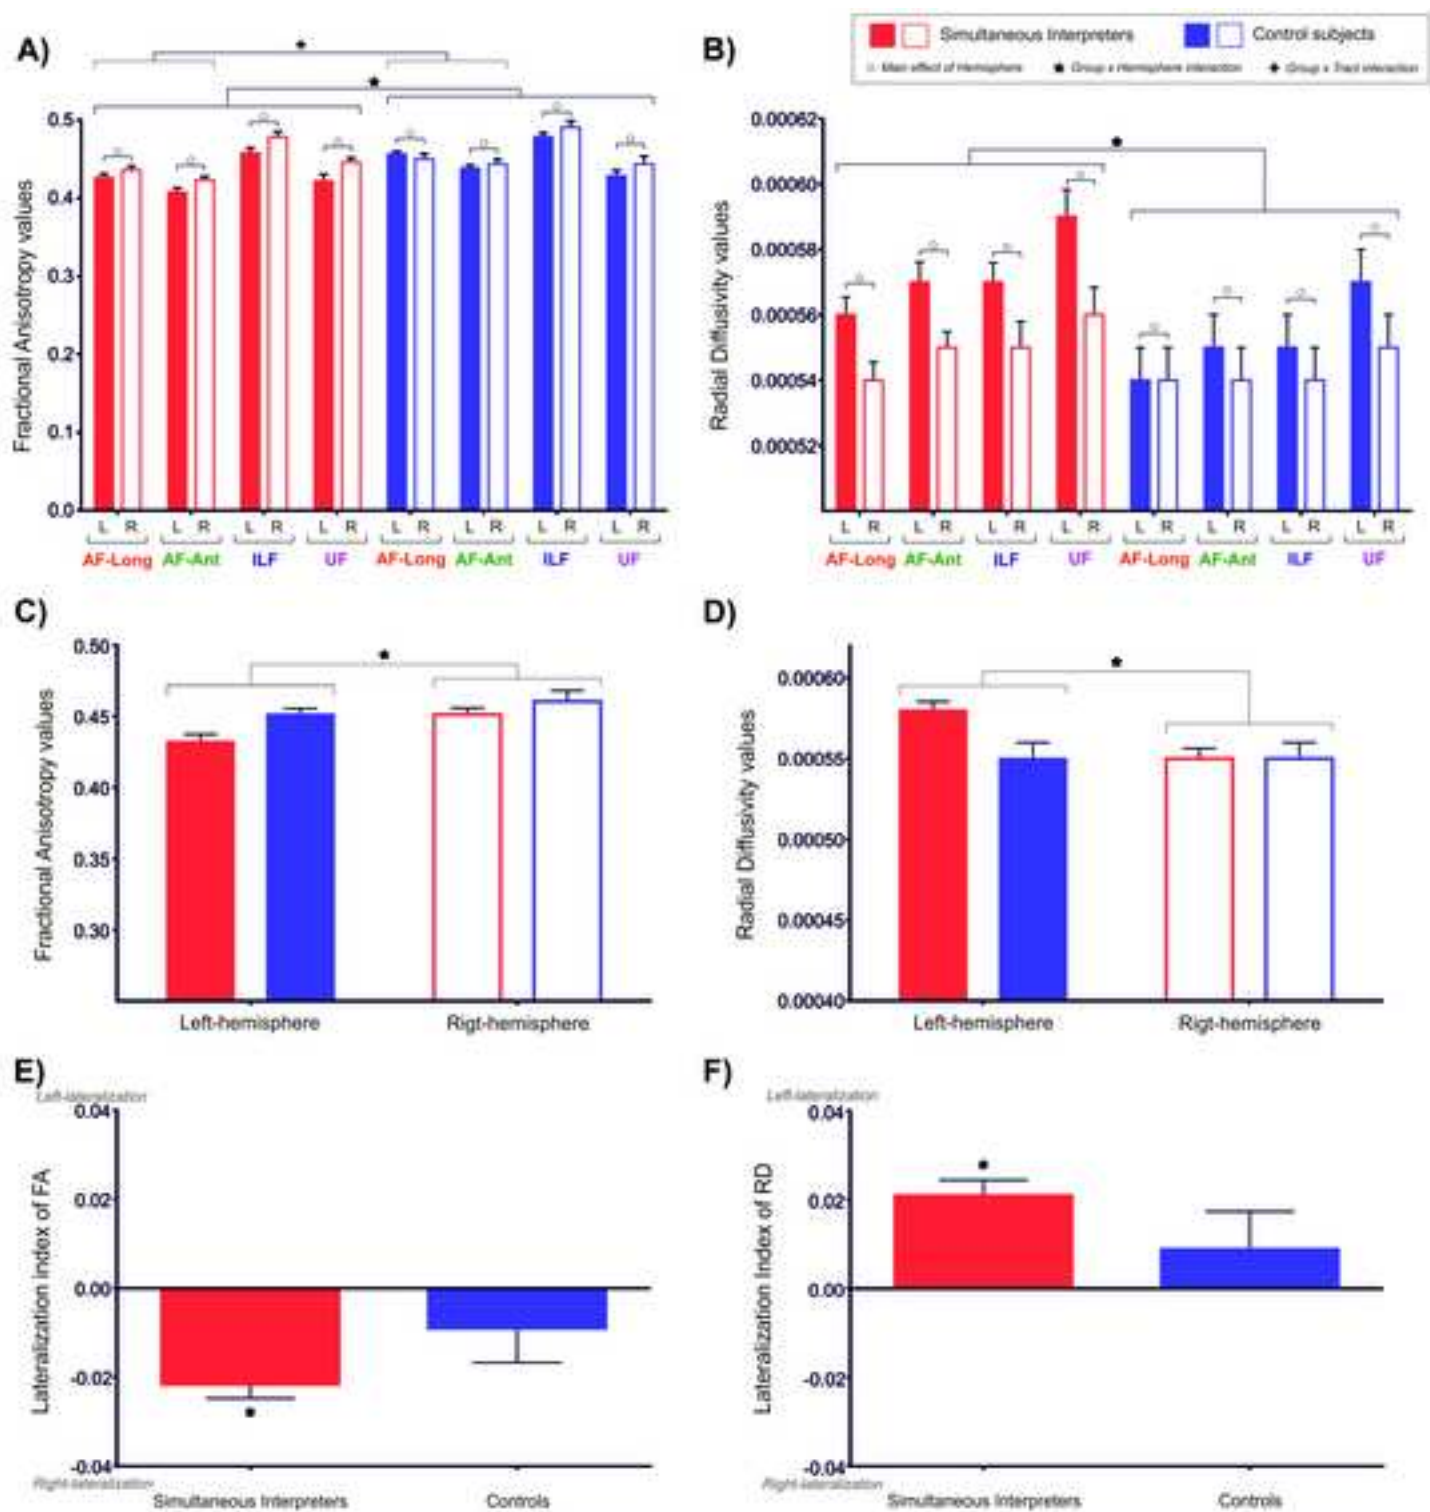 A)
B)
Simultaneous Interpreters
Control subjects
Main effect of Hemisphere
Group x Hemisphere interaction
Group x Tract interaction
Fractional Anisotropy values
0.5
0.4
0.3
0.2
0.1
0.0
L R L R L R L R L R L R L R L R
AF-Long AF-Ant ILF UF AF-Long AF-Ant ILF UF
Radial Diffusivity values
0.00062
0.00060
0.00058
0.00056
0.00054
0.00052
L R L R L R L R L R L R L R L R
AF-Long AF-Ant ILF UF AF-Long AF-Ant ILF UF
C)
Fractional Anisotropy values
0.50
0.45
0.40
0.35
0.30
Left-hemisphere
Rigt-hemisphere
D)
Radial Diffusivity values
0.00060
0.00055
0.00050
0.00045
0.00040
Left-hemisphere
Rigt-hemisphere
E)
Left-lateralization
Lateralization index of FA
0.04
0.02
0.00
-0.02
-0.04
Right-lateralization
Simultaneous Interpreters
Controls
F)
Left-lateralization
Lateralization Index of RD
0.04
0.02
0.00
-0.02
-0.04
Right-lateralization
Simultaneous Interpreters
Controls